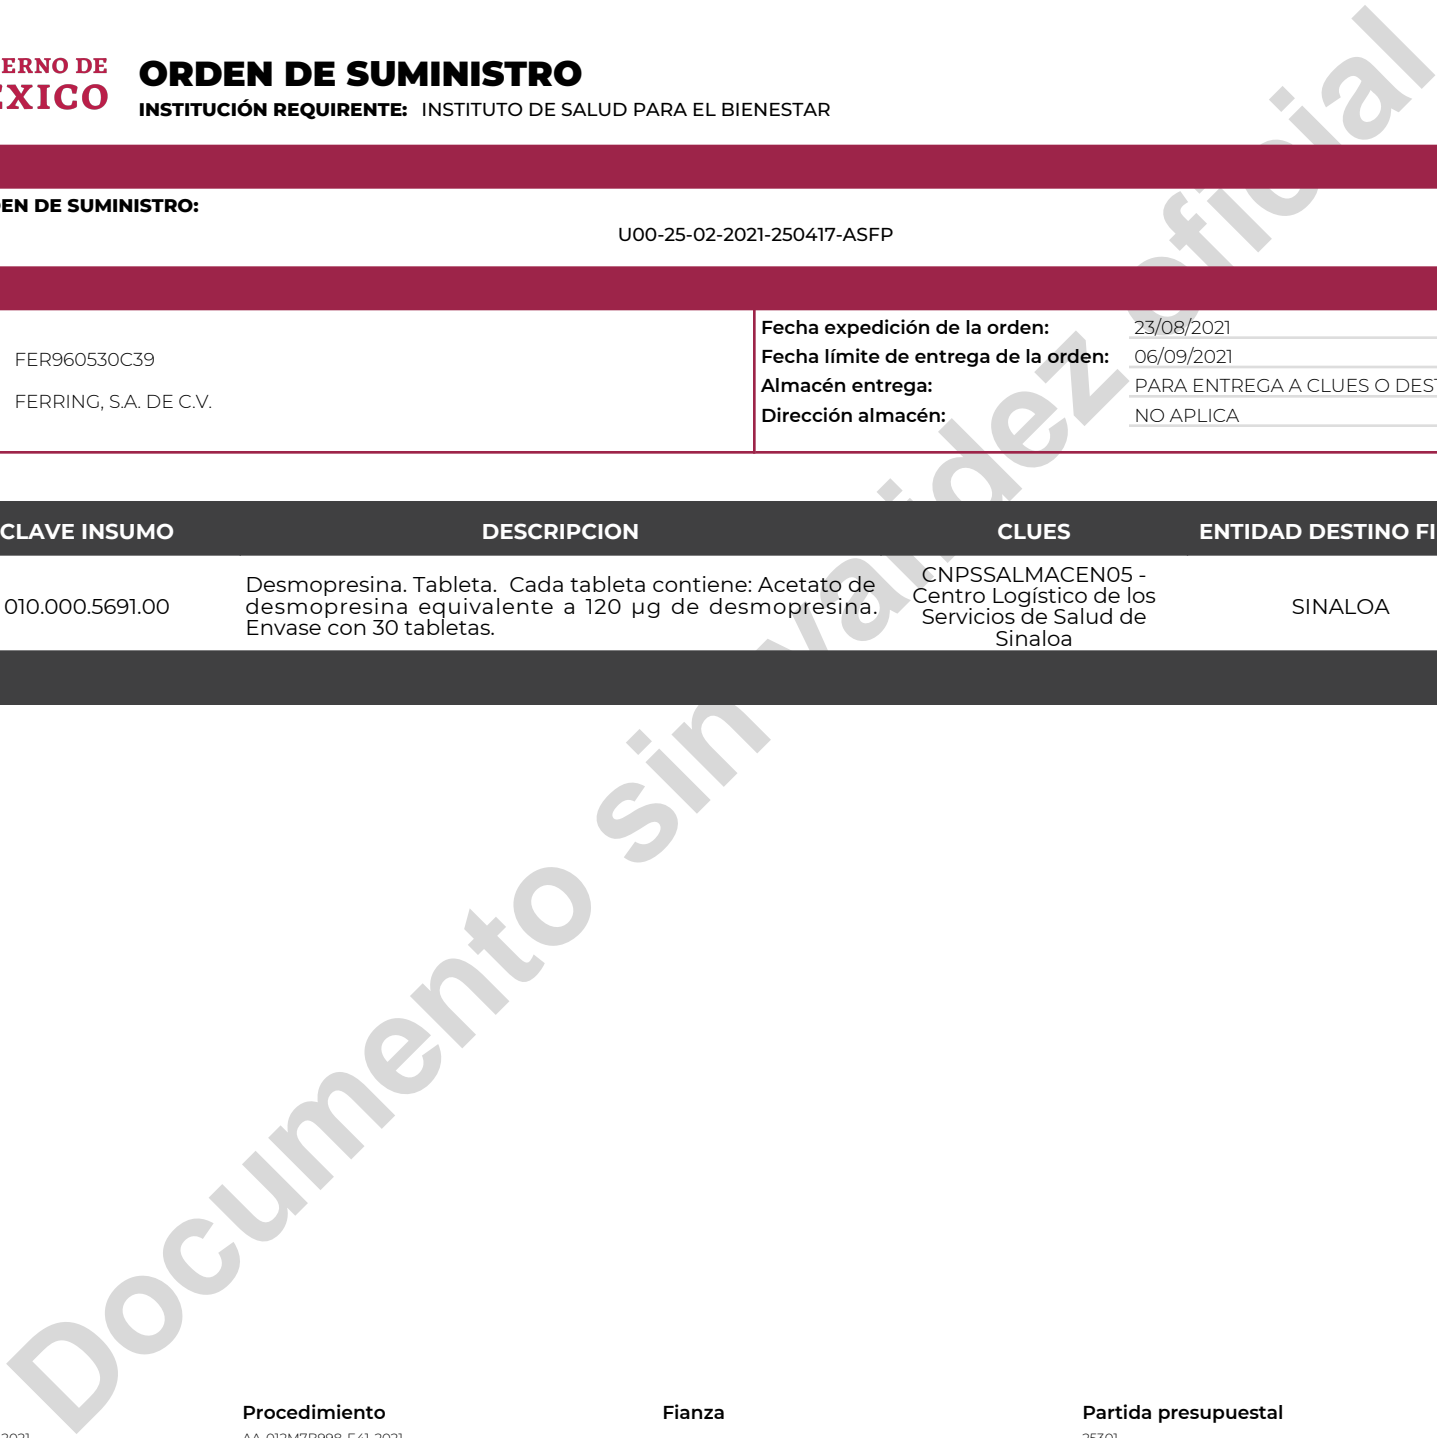 ERNO DE
EXICO
ORDEN DE SUMINISTRO
INSTITUCIÓN REQUIRENTE: INSTITUTO DE SALUD PARA EL BIENESTAR
EN DE SUMINISTRO:
U00-25-02-2021-250417-ASFP
FER960530C39
FERRING, S.A. DE C.V.
Fecha expedición de la orden: 23/08/2021
Fecha límite de entrega de la orden: 06/09/2021
Almacén entrega: PARA ENTREGA A CLUES O DEST
Dirección almacén: NO APLICA
CLAVE INSUMO DESCRIPCION CLUES ENTIDAD DESTINO FI
010.000.5691.00
Desmopresina. Tableta. Cada tableta contiene: Acetato de
desmopresina equivalente a 120 µg de desmopresina.
Envase con 30 tabletas.
CNPSSALMACEN05 -
Centro Logístico de los
Servicios de Salud de
Sinaloa
SINALOA
Documento sin validez oficial
Procedimiento Fianza Partida presupuestal